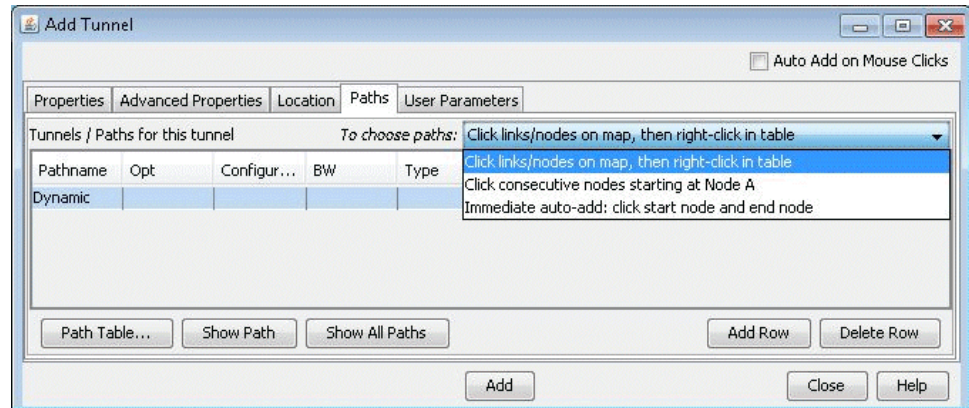 Add Tunnel
Auto Add on Mouse Clicks
Properties Advanced Properties Location Paths User Parameters
Tunnels / Paths for this tunnel To choose paths: Click links/nodes on map, then right-click in table
Pathname Opt Configur... BW Type
Click links/nodes on map, then right-click in table
Click consecutive nodes starting at Node A
Immediate auto-add: click start node and end node
Dynamic
Path Table... Show Path Show All Paths Add Row Delete Row
Add Close Help